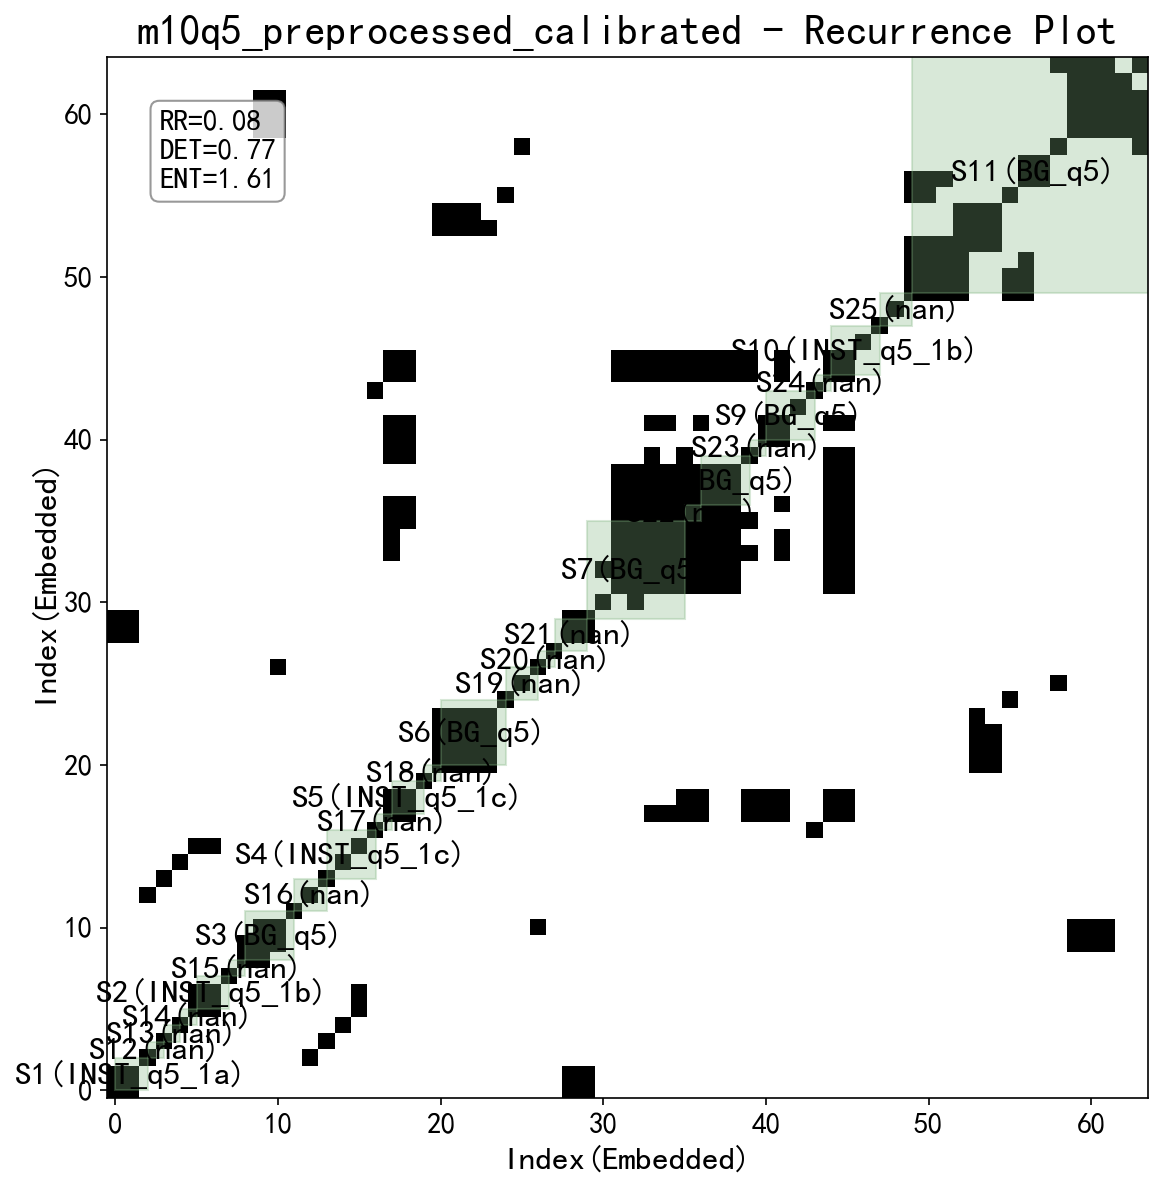 m10q5_preprocessed_calibrated - Recurrence Plot
RR=0.08
DET=0.77
ENT=1.61
S11(BG_q5)
S25(nan)
S10(INST_q5_1b)
S24(nan)
S9(BG_q5)
S23(nan)
BG_q5)
S7(BG_q5
S21(nan)
S20(nan)
S19(nan)
S6(BG_q5)
S18(nan)
S5(INST_q5_1c)
S17(nan)
S4(INST_q5_1c)
S16(nan)
S3(BG_q5)
S15(nan)
S2(INST_q5_1b)
S14(nan)
S13(nan)
S12(nan)
S1(INST_q5_1a)
60
50
40
30
20
10
0
Index(Embedded)
0 10 20 30 40 50 60
Index(Embedded)